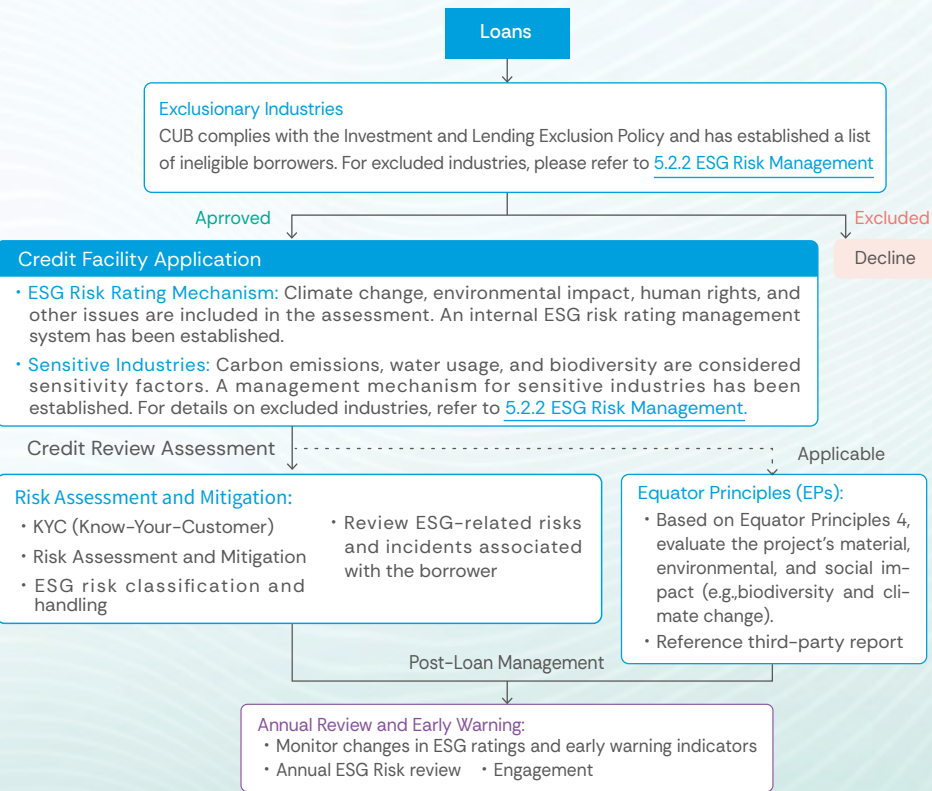 Loans
Exclusionary Industries
CUB complies with the Investment and Lending Exclusion Policy and has established a list
of ineligible borrowers. For excluded industries, please refer to 5.2.2 ESG Risk Management
Aprroved
Excluded
Decline
Credit Facility Application
・ESG Risk Rating Mechanism: Climate change, environmental impact, human rights, and
other issues are included in the assessment. An internal ESG risk rating management
system has been established.
・Sensitive Industries: Carbon emissions, water usage, and biodiversity are considered
sensitivity factors. A management mechanism for sensitive industries has been
established. For details on excluded industries, refer to 5.2.2 ESG Risk Management.
Credit Review Assessment
Applicable
Risk Assessment and Mitigation:
・KYC (Know-Your-Customer)
・Risk Assessment and Mitigation
・ESG risk classification and
handling
・Review ESG-related risks
and incidents associated
with the borrower
Equator Principles (EPs):
・Based on Equator Principles 4,
evaluate the project's material,
environmental, and social im-
pact (e.g.,biodiversity and cli-
mate change).
・Reference third-party report
Post-Loan Management
Annual Review and Early Warning:
・Monitor changes in ESG ratings and early warning indicators
・Annual ESG Risk review ・Engagement